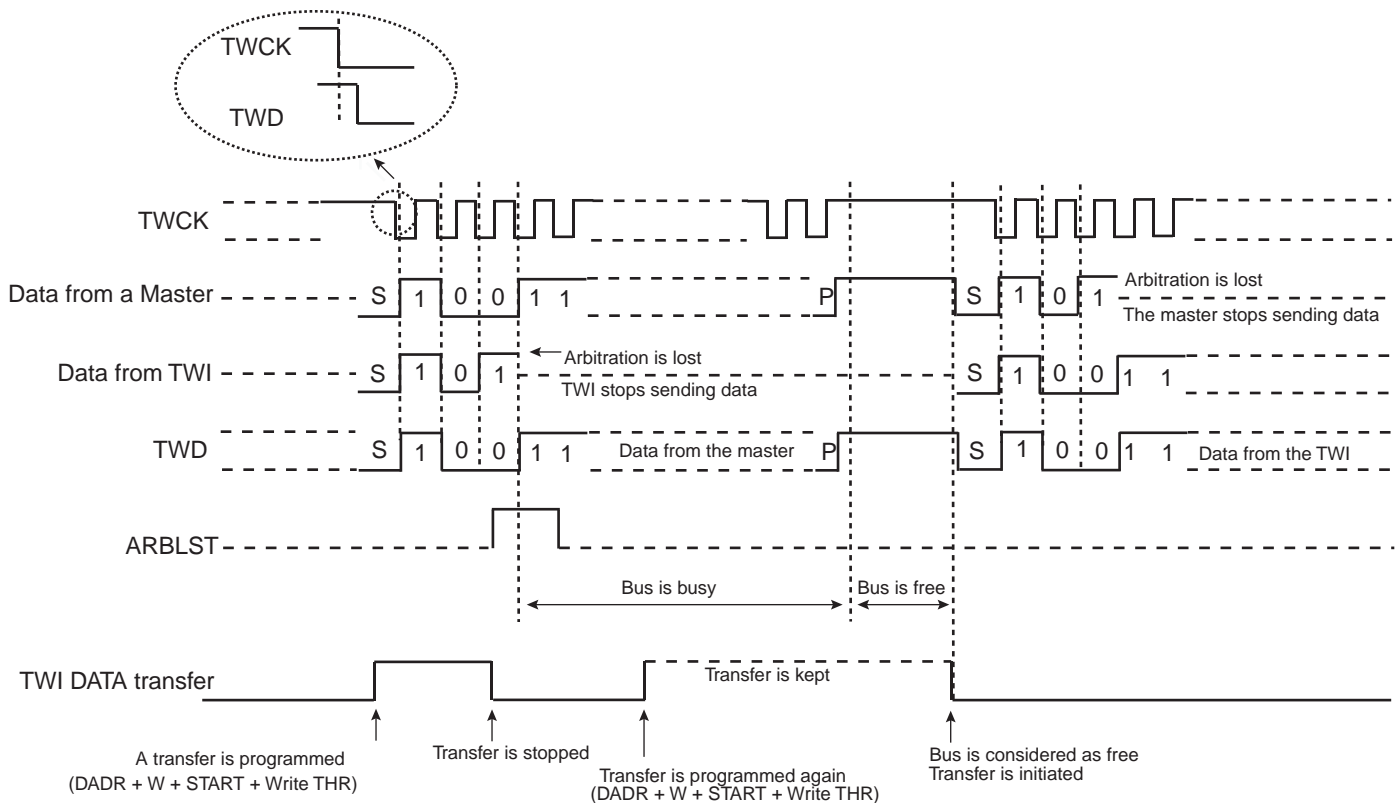 TWCK
TWD
TWCK
Data from a Master S 1 0 0 1 1 P S 1 0 1 Arbitration is lost
The master stops sending data
Data from TWI S 1 0 1 Arbitration is lost S 1 0 0 1 1
TWI stops sending data
TWD S 1 0 0 1 1 Data from the master P S 1 0 0 1 1 Data from the TWI
ARBLST
Bus is busy Bus is free
TWI DATA transfer Transfer is kept
A transfer is programmed
(DADR + W + START + Write THR)
Transfer is stopped
Transfer is programmed again
(DADR + W + START + Write THR)
Bus is considered as free
Transfer is initiated